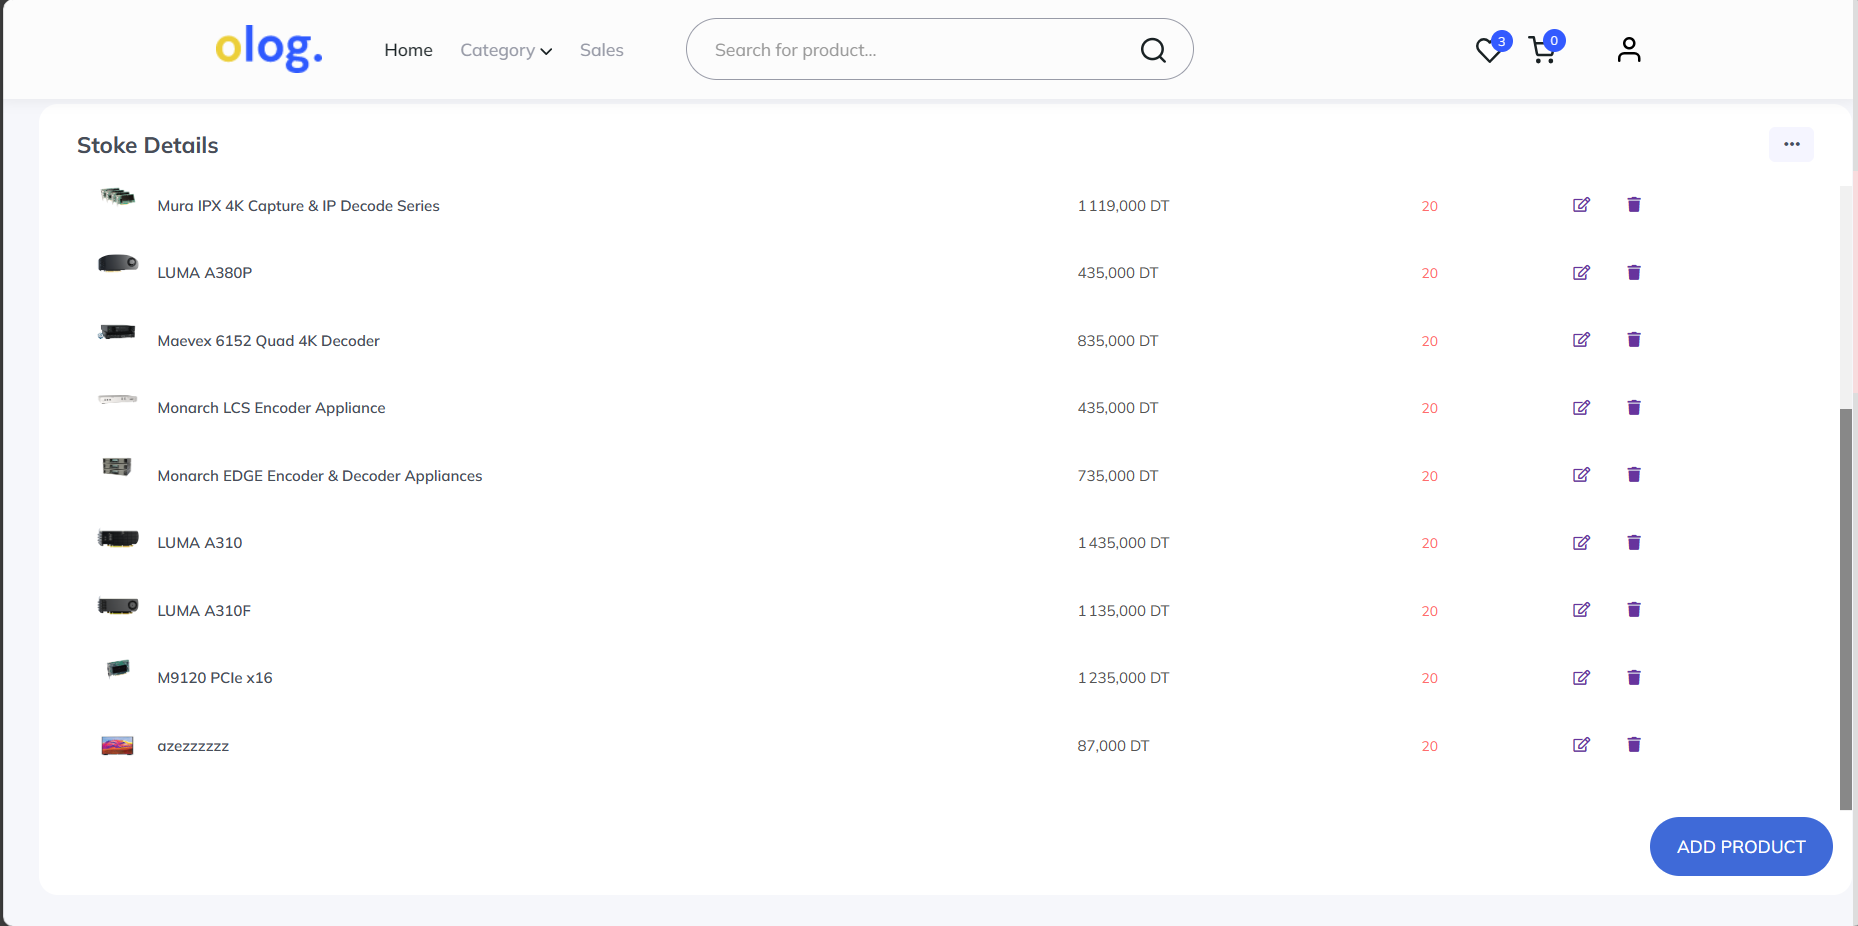 olog.
Home Category Sales Search for product... 3 0
Stoke Details
Mura IPX 4K Capture & IP Decode Series 1 119,000 DT 20
LUMA A380P 435,000 DT 20
Maevex 6152 Quad 4K Decoder 835,000 DT 20
Monarch LCS Encoder Appliance 435,000 DT 20
Monarch EDGE Encoder & Decoder Appliances 735,000 DT 20
LUMA A310 1 435,000 DT 20
LUMA A310F 1 135,000 DT 20
M9120 PCIe x16 1 235,000 DT 20
azezzzzzz 87,000 DT 20
ADD PRODUCT